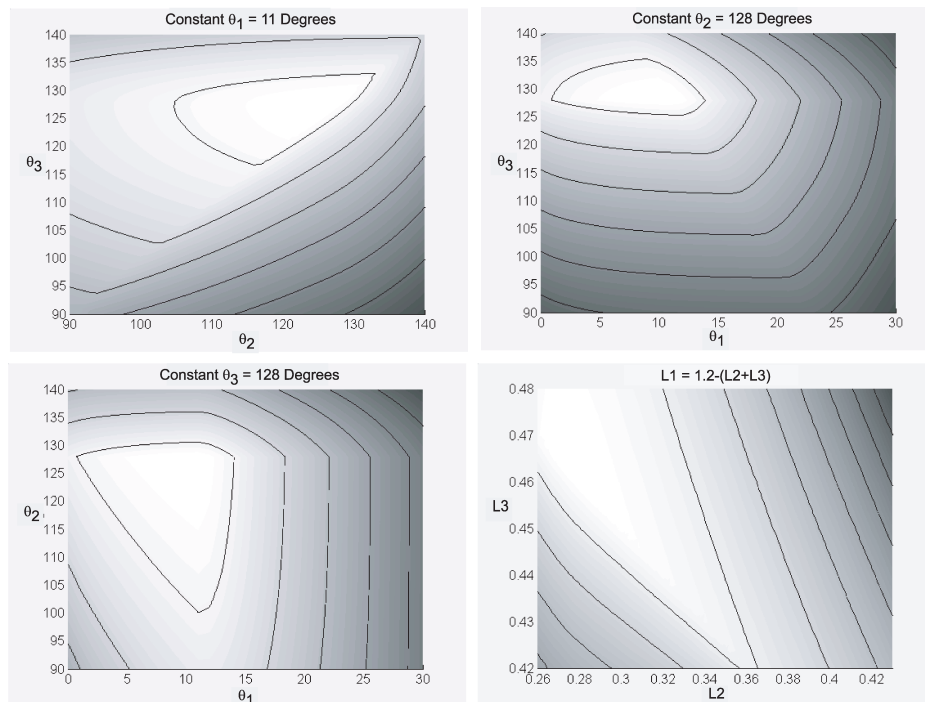 Constant θ1 = 11 Degrees
140
135
130
125
120
115
110
105
100
95
90
θ3
90 100 110 120 130 140
θ2
Constant θ2 = 128 Degrees
140
135
130
125
120
115
110
105
100
95
90
θ3
0 5 10 15 20 25 30
θ1
Constant θ3 = 128 Degrees
140
135
130
125
120
115
110
105
100
95
90
θ2
0 5 10 15 20 25 30
θ1
L1 = 1.2-(L2+L3)
0.48
0.47
0.46
0.45
0.44
0.43
0.42
L3
0.26 0.28 0.3 0.32 0.34 0.36 0.38 0.4 0.42
L2